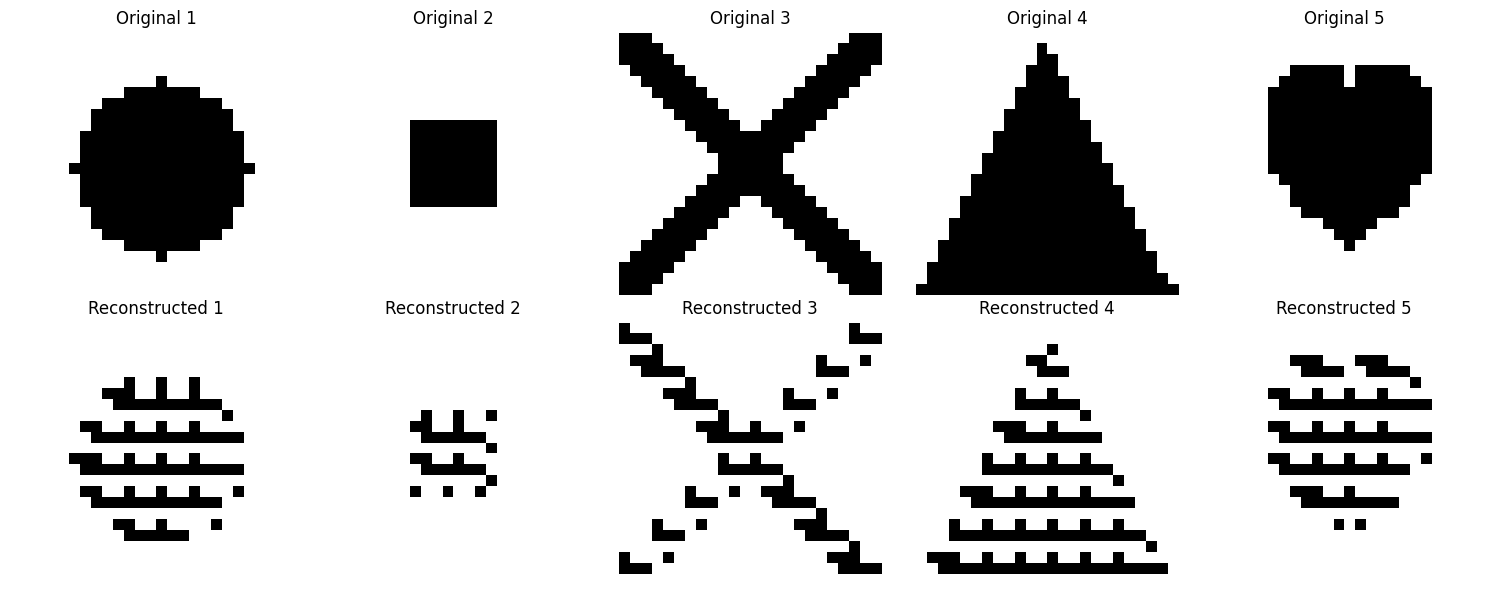 Original 1
Original 2
Original 3
Original 4
Original 5
Reconstructed 1
Reconstructed 2
Reconstructed 3
Reconstructed 4
Reconstructed 5